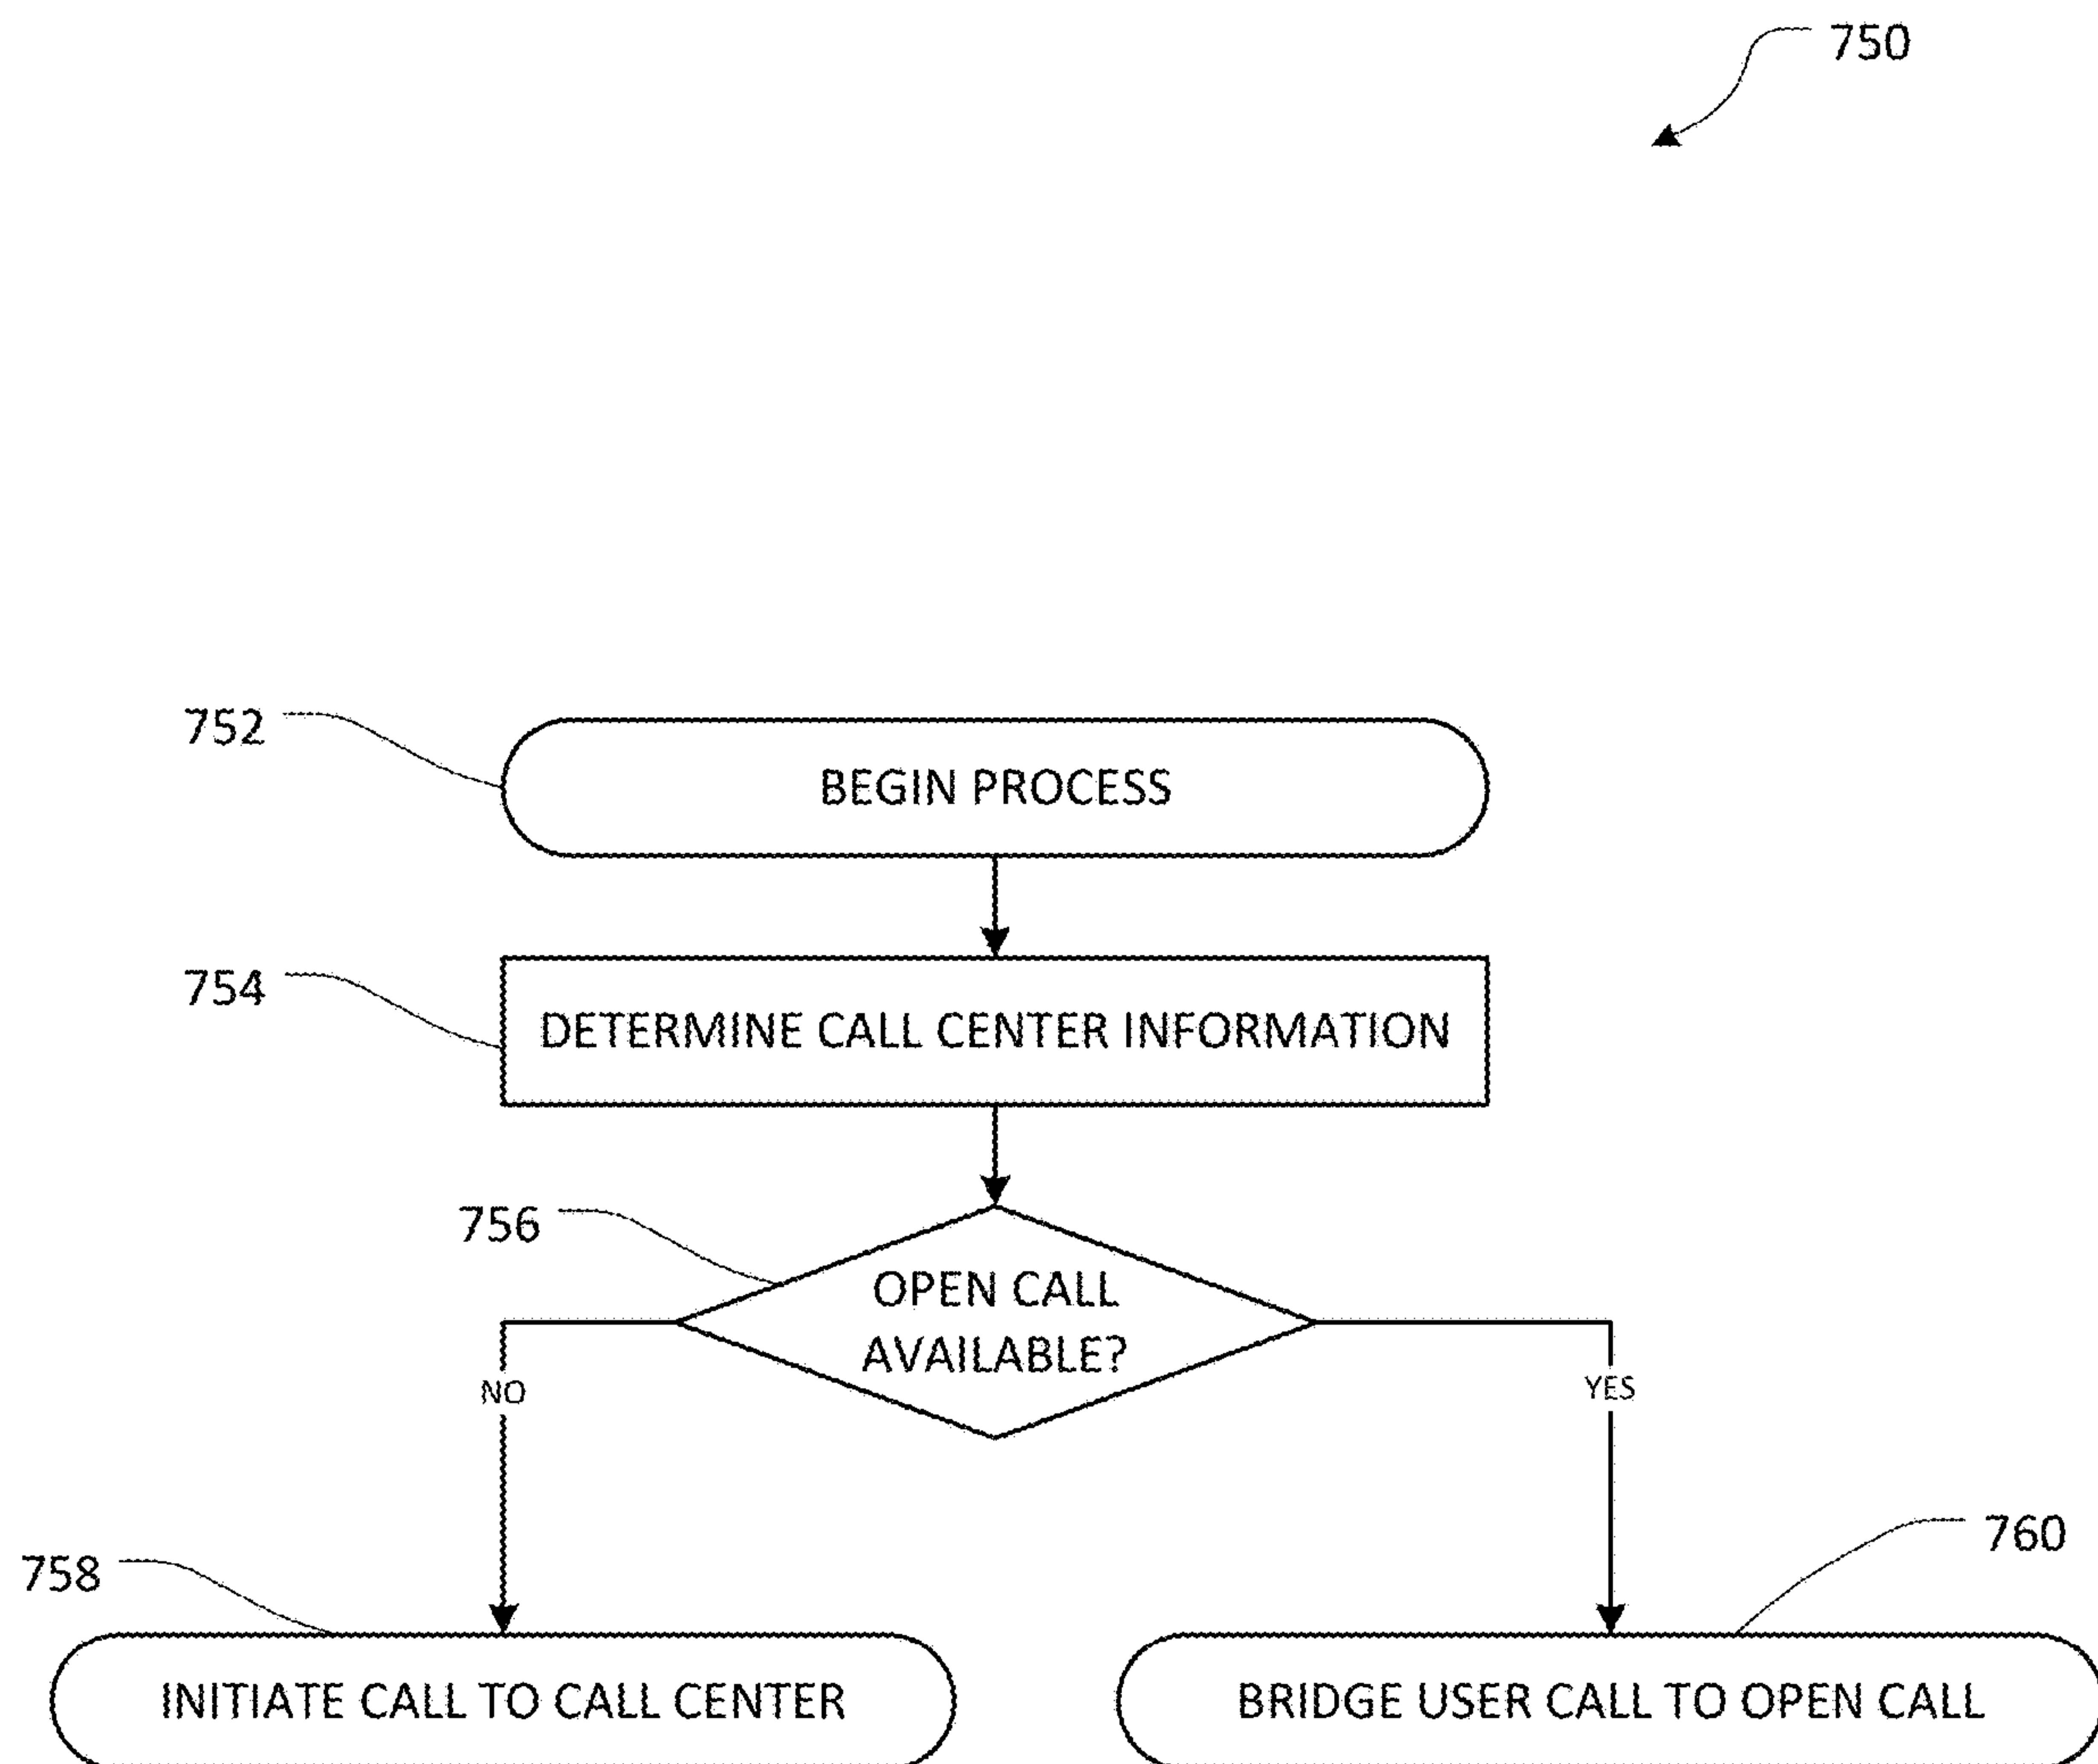 750
752
BEGIN PROCESS
754
DETERMINE CALL CENTER INFORMATION
756
OPEN CALL
AVAILABLE?
NO
YES
758
760
INITIATE CALL TO CALL CENTER
BRIDGE USER CALL TO OPEN CALL